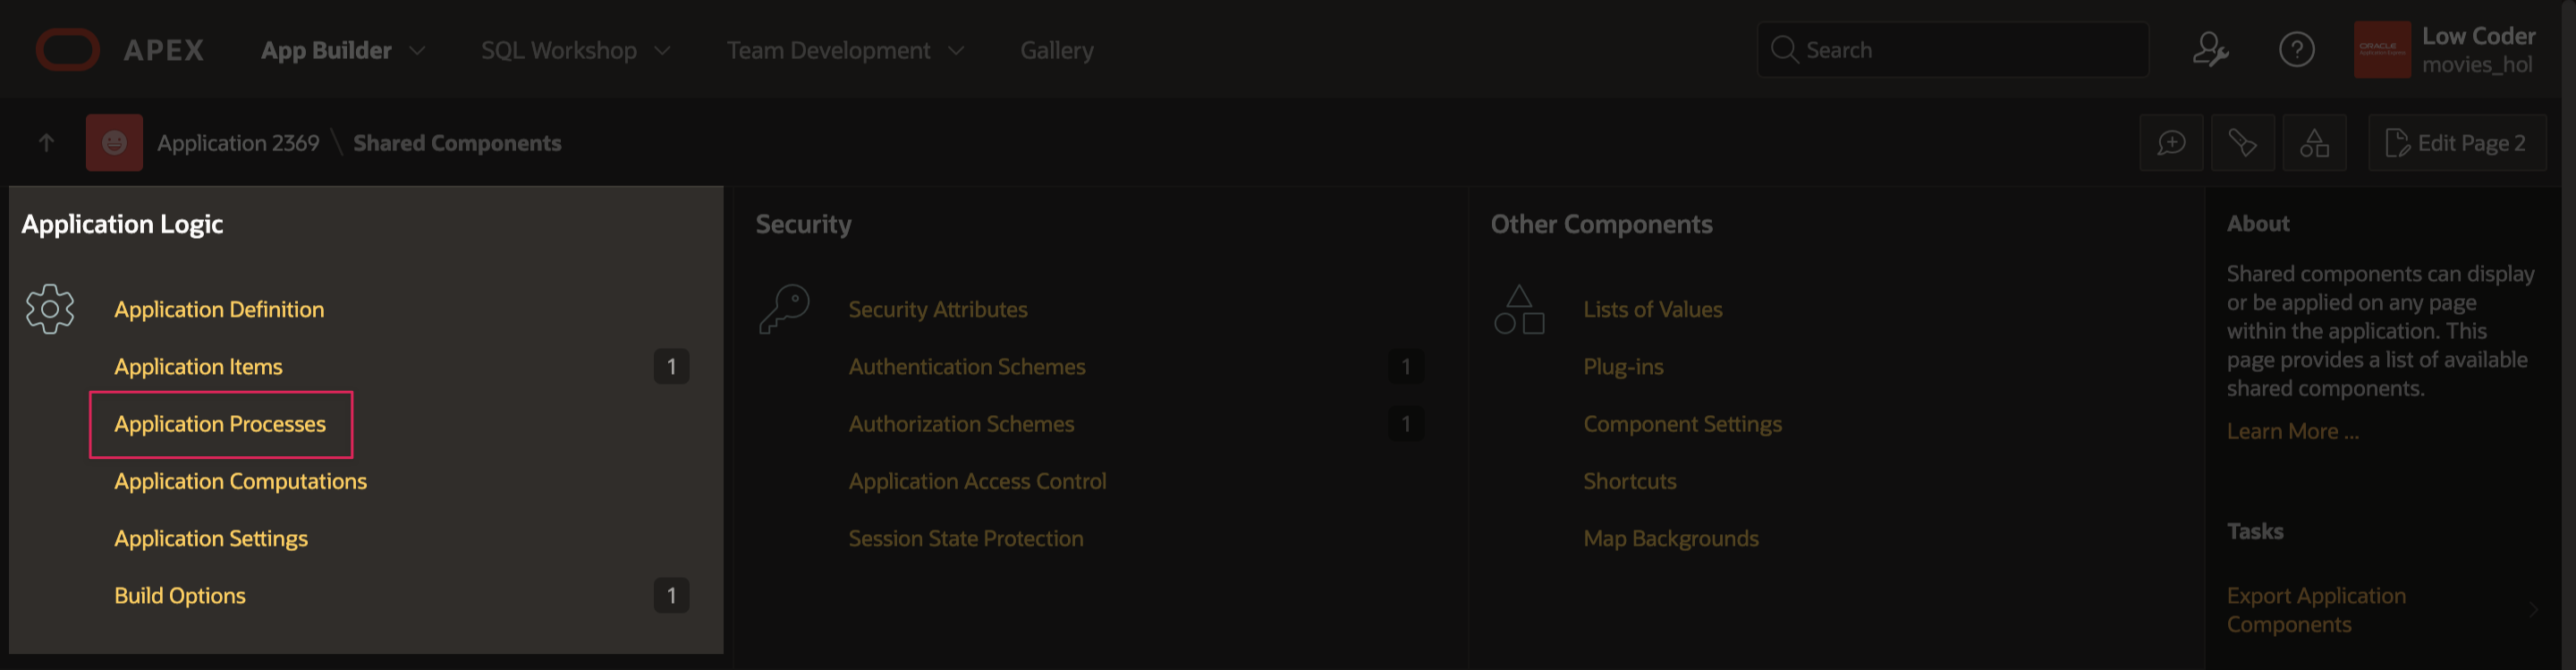 APEX App Builder SQL Workshop Team Development Gallery Search Low Coder
movies_hol
Application 2369 \ Shared Components Edit Page 2
Application Logic
Application Definition
Application Items 1
Application Processes
Application Computations
Application Settings
Build Options 1
Security
Security Attributes
Authentication Schemes 1
Authorization Schemes 1
Application Access Control
Session State Protection
Other Components
Lists of Values
Plug-ins
Component Settings
Shortcuts
Map Backgrounds
About
Shared components can display
or be applied on any page
within the application. This
page provides a list of available
shared components.
Learn More ...
Tasks
Export Application
Components